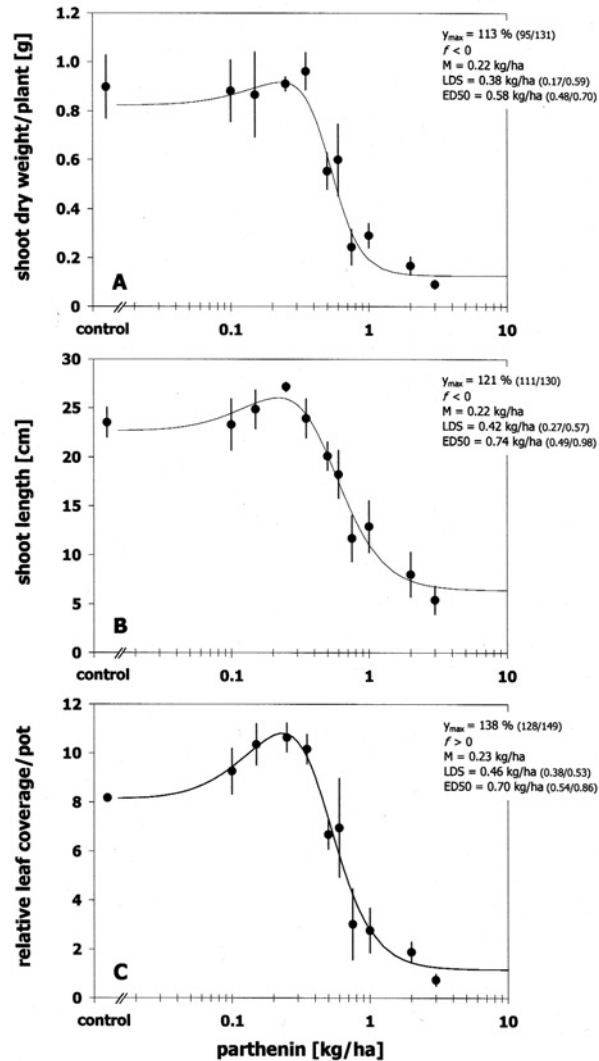 shoot dry weight/plant [g]
1.2
1.0
0.8
0.6
0.4
0.2
0
A
y_max = 113 % (95/131)
f < 0
M = 0.22 kg/ha
LDS = 0.38 kg/ha (0.17/0.59)
ED50 = 0.58 kg/ha (0.48/0.70)
control 0.1 1 10
shoot length [cm]
30
25
20
15
10
5
0
B
y_max = 121 % (111/130)
f < 0
M = 0.22 kg/ha
LDS = 0.42 kg/ha (0.27/0.57)
ED50 = 0.74 kg/ha (0.49/0.98)
control 0.1 1 10
relative leaf coverage/pot
12
10
8
6
4
2
0
C
y_max = 138 % (128/149)
f > 0
M = 0.23 kg/ha
LDS = 0.46 kg/ha (0.38/0.53)
ED50 = 0.70 kg/ha (0.54/0.86)
control 0.1 1 10
parthenin [kg/ha]